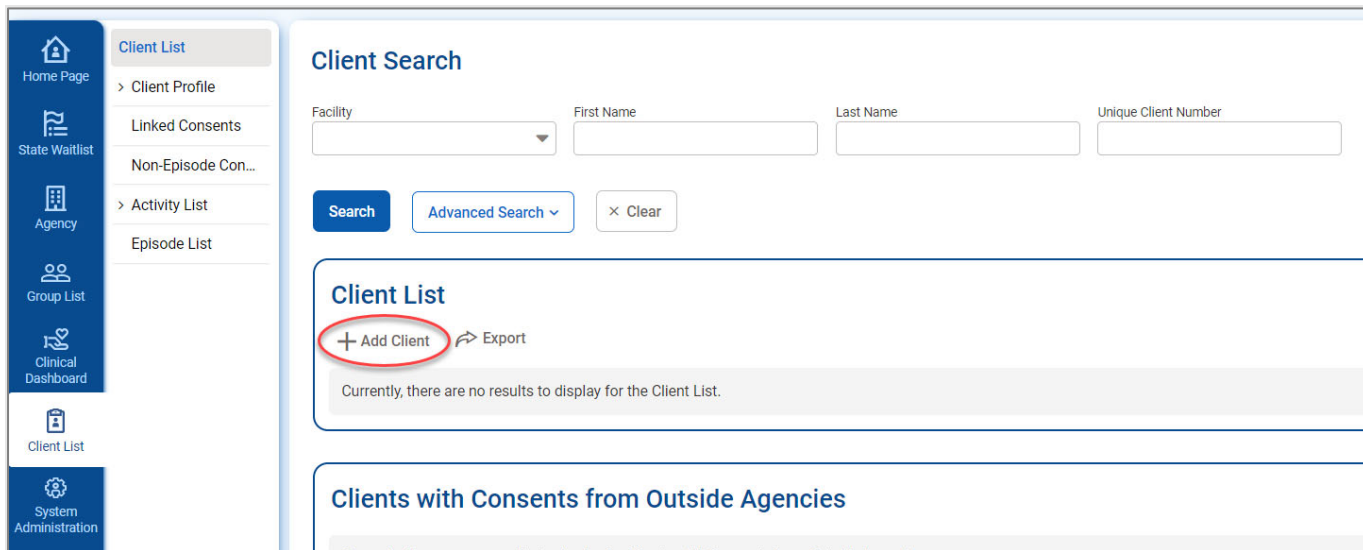 Home Page
State Waitlist
Agency
Group List
Clinical
Dashboard
Client List
System
Administration
Client List
Client Profile
Linked Consents
Non-Episode Con...
Activity List
Episode List
Client Search
Facility
First Name
Last Name
Unique Client Number
Search
Advanced Search
Clear
Client List
Add Client
Export
Currently, there are no results to display for the Client List.
Clients with Consents from Outside Agencies